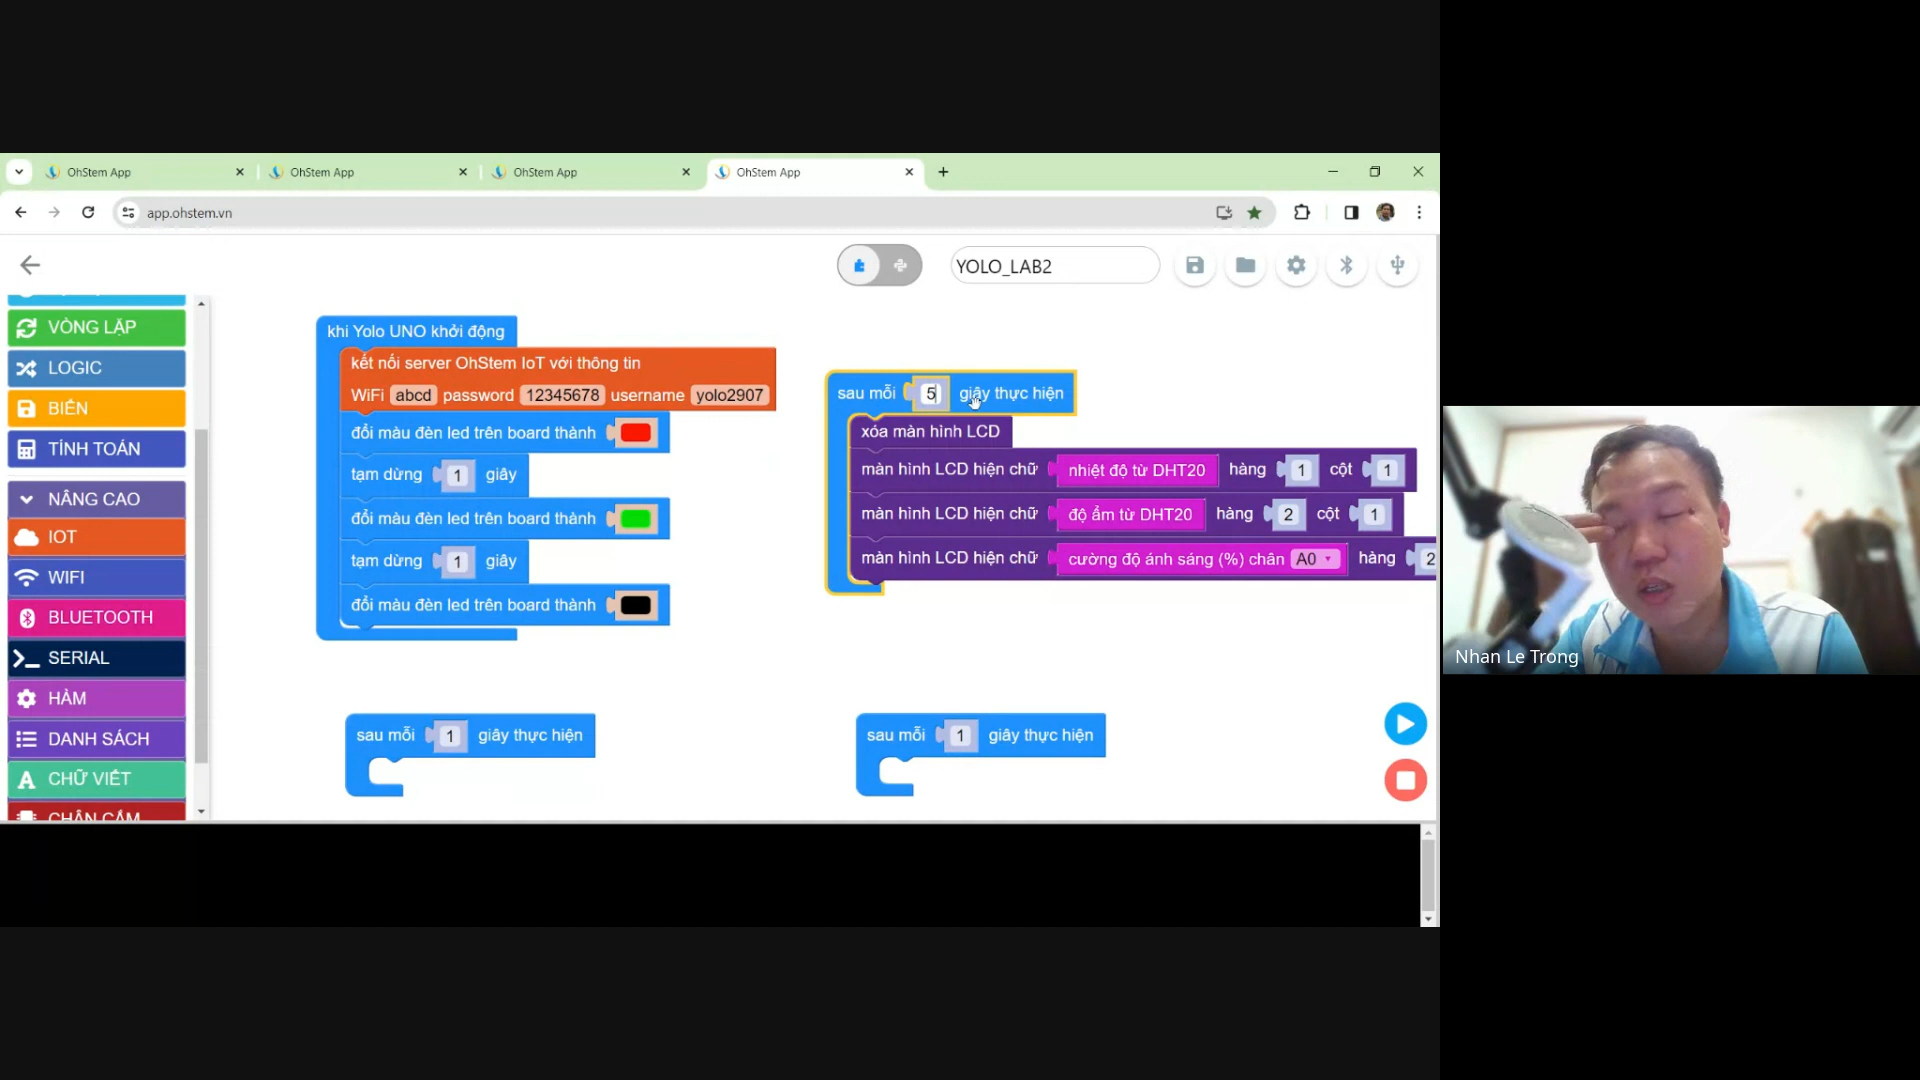 OhStem App
OhStem App
OhStem App
OhStem App
app.ohstem.vn
YOLO_LAB2
VÒNG LẶP
LOGIC
BIẾN
TÍNH TOÁN
NÂNG CAO
IOT
WIFI
BLUETOOTH
SERIAL
HÀM
DANH SÁCH
CHỮ VIẾT
CHÂN CẮM
khi Yolo UNO khởi động
kết nối server OhStem IoT với thông tin
WiFi abcd password 12345678 username yolo2907
đổi màu đèn led trên board thành
tạm dừng 1 giây
đổi màu đèn led trên board thành
tạm dừng 1 giây
đổi màu đèn led trên board thành
sau mỗi 5 giây thực hiện
xóa màn hình LCD
màn hình LCD hiện chữ nhiệt độ từ DHT20 hàng 1 cột 1
màn hình LCD hiện chữ độ ẩm từ DHT20 hàng 2 cột 1
màn hình LCD hiện chữ cường độ ánh sáng (%) chân A0 hàng 2
sau mỗi 1 giây thực hiện
sau mỗi 1 giây thực hiện
Nhan Le Trong